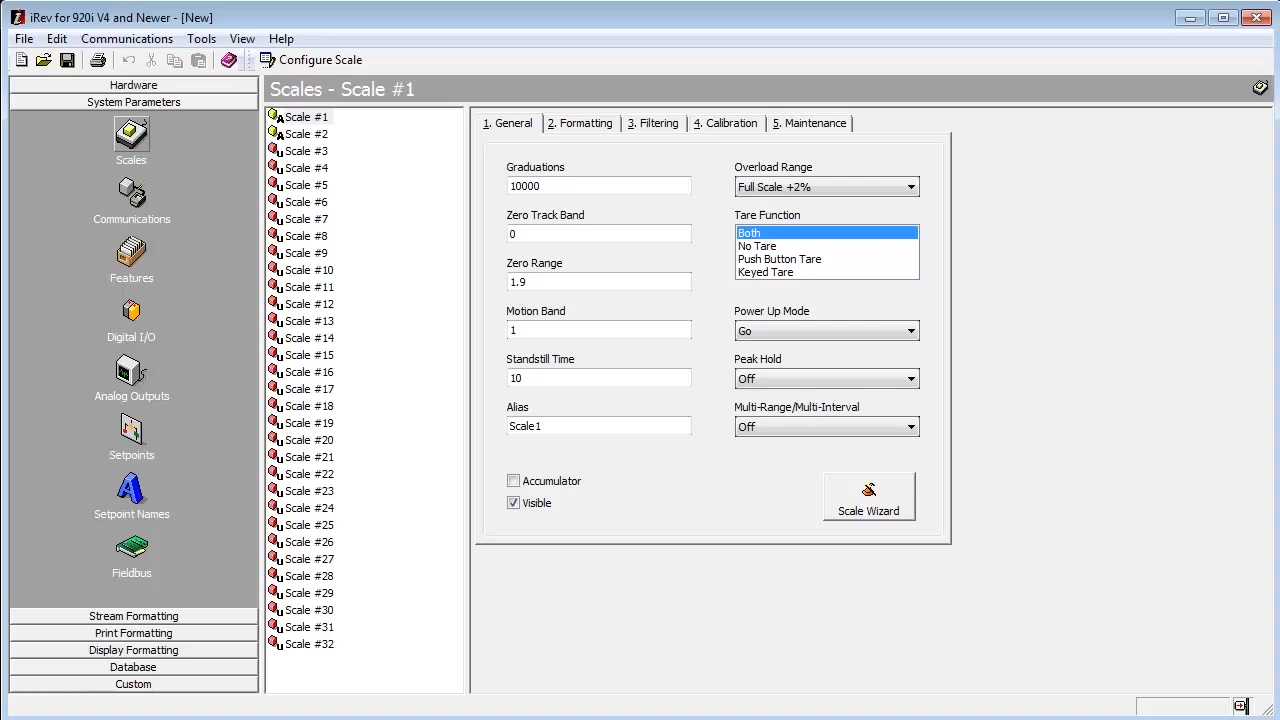 iRev for 920i V4 and Newer - [New]
File Edit Communications Tools View Help
Configure Scale
Hardware
System Parameters
Scales
Communications
Features
Digital I/O
Analog Outputs
Setpoints
Setpoint Names
Fieldbus
Stream Formatting
Print Formatting
Display Formatting
Database
Custom
Scales - Scale #1
A Scale #1
A Scale #2
u Scale #3
u Scale #4
u Scale #5
u Scale #6
u Scale #7
u Scale #8
u Scale #9
u Scale #10
u Scale #11
u Scale #12
u Scale #13
u Scale #14
u Scale #15
u Scale #16
u Scale #17
u Scale #18
u Scale #19
u Scale #20
u Scale #21
u Scale #22
u Scale #23
u Scale #24
u Scale #25
u Scale #26
u Scale #27
u Scale #28
u Scale #29
u Scale #30
u Scale #31
u Scale #32
1. General 2. Formatting 3. Filtering 4. Calibration 5. Maintenance
Graduations
10000
Zero Track Band
0
Zero Range
1.9
Motion Band
1
Standstill Time
10
Alias
Scale1
Accumulator
Visible
Overload Range
Full Scale +2%
Tare Function
Both
No Tare
Push Button Tare
Keyed Tare
Power Up Mode
Go
Peak Hold
Off
Multi-Range/Multi-Interval
Off
Scale Wizard